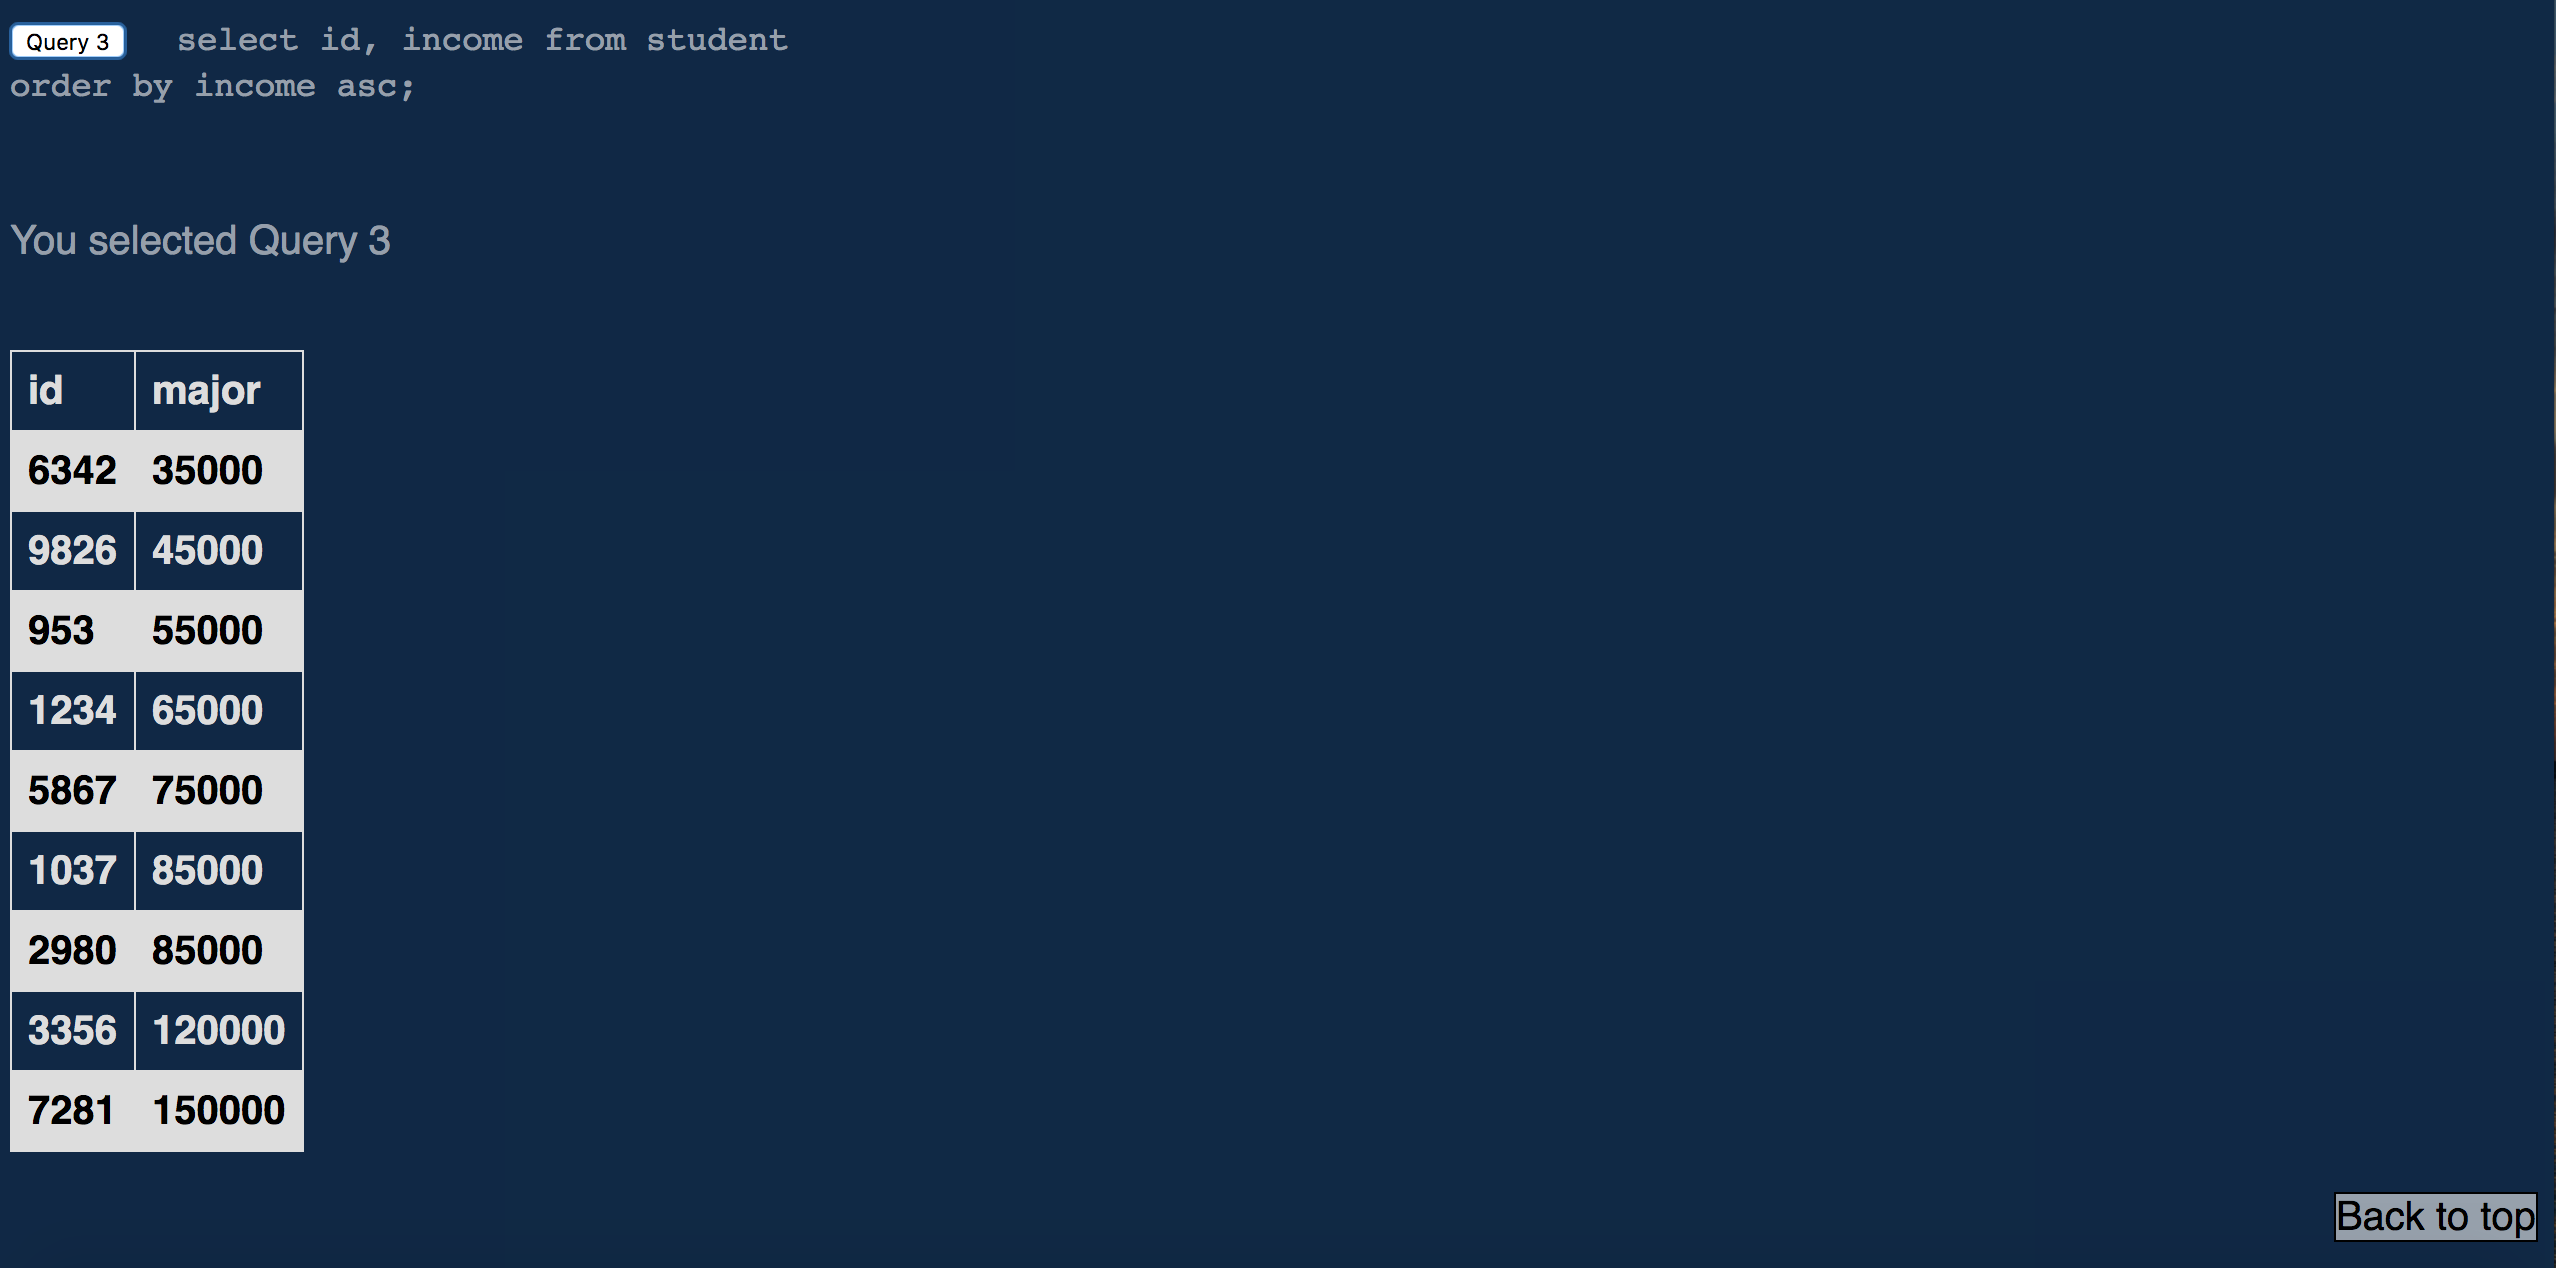 Query 3 select id, income from student
order by income asc;
You selected Query 3
id major
6342 35000
9826 45000
953 55000
1234 65000
5867 75000
1037 85000
2980 85000
3356 120000
7281 150000
Back to top